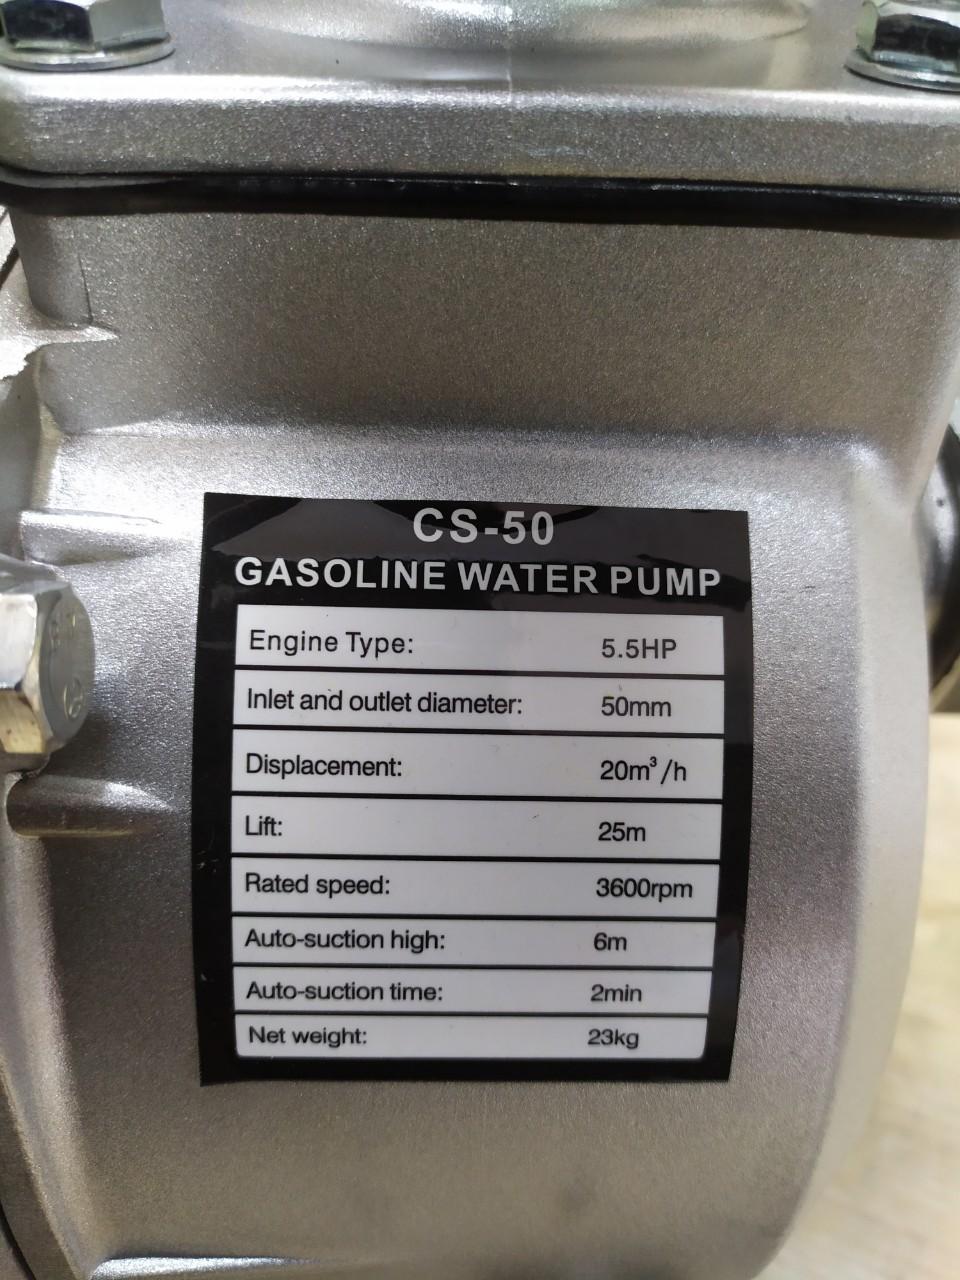 CS-50
GASOLINE WATER PUMP
Engine Type: 5.5HP
Inlet and outlet diameter: 50mm
Displacement: 20m³/h
Lift: 25m
Rated speed: 3600rpm
Auto-suction high: 6m
Auto-suction time: 2min
Net weight: 23kg